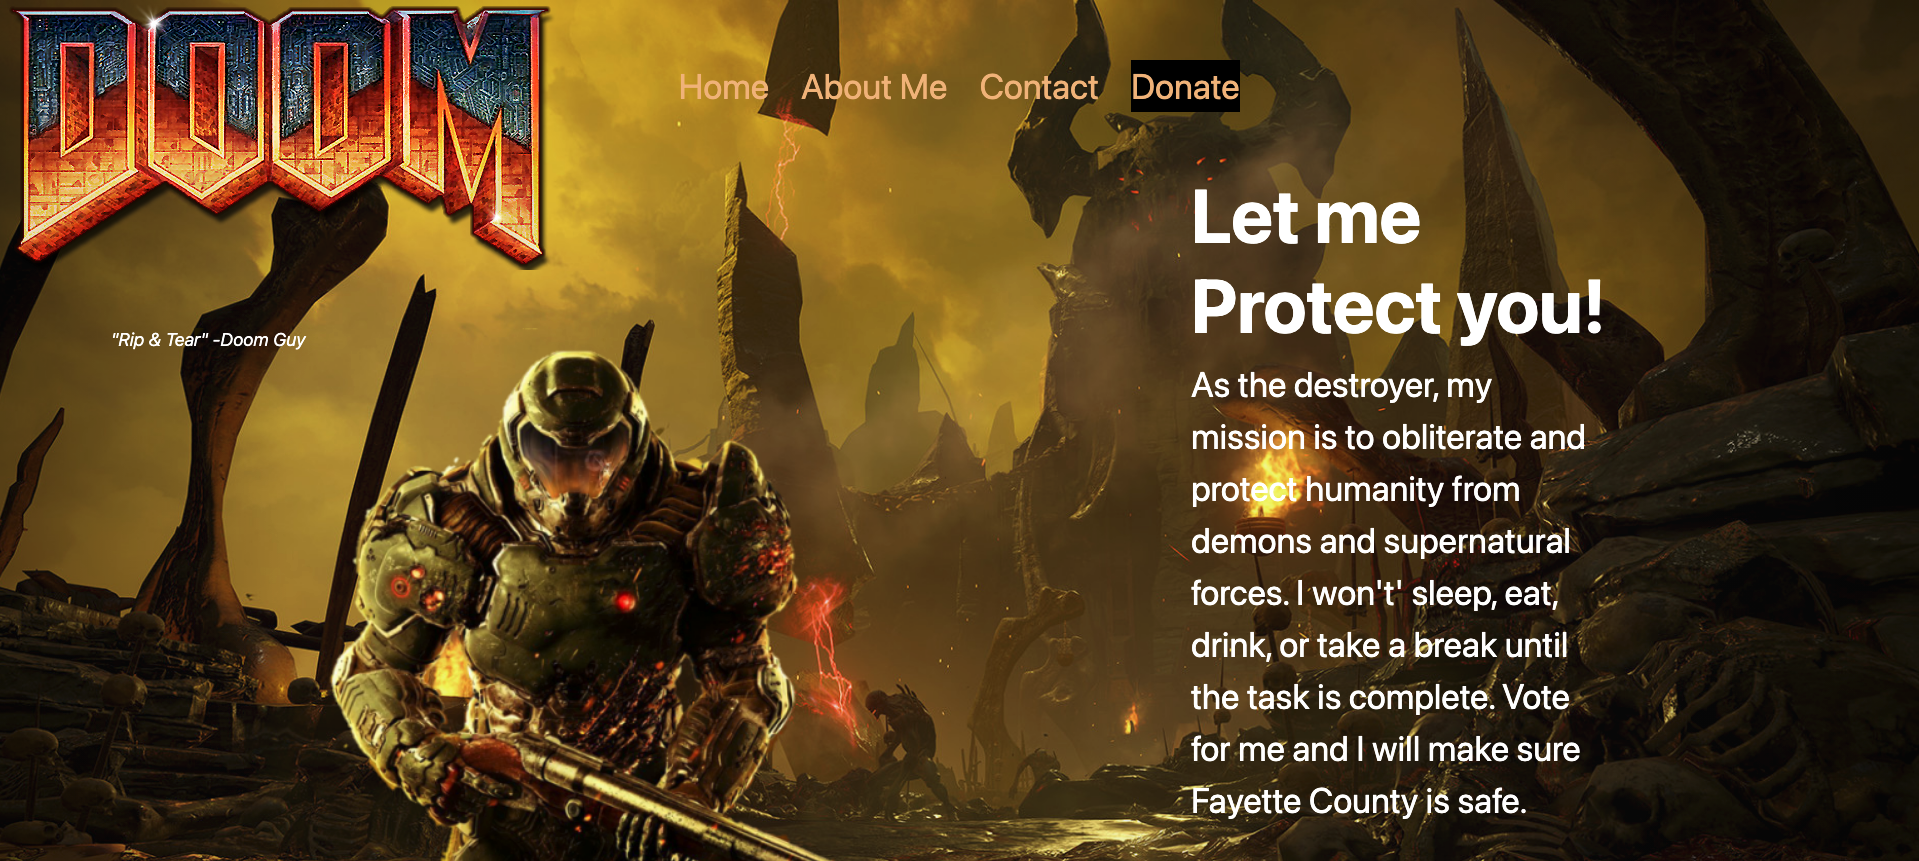 DOOM
Home About Me Contact Donate
Let me
Protect you!
"Rip & Tear" -Doom Guy
As the destroyer, my
mission is to obliterate and
protect humanity from
demons and supernatural
forces. I won't' sleep, eat,
drink, or take a break until
the task is complete. Vote
for me and I will make sure
Fayette County is safe.